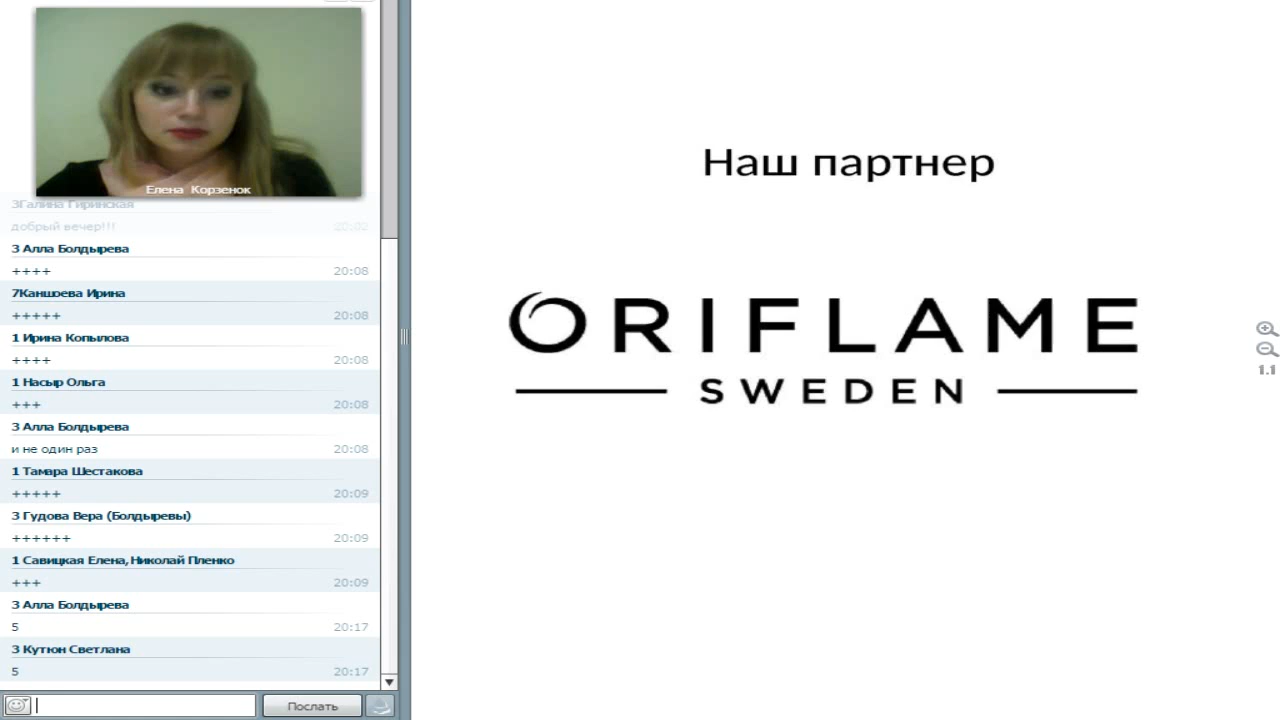 Елена Корзенок
3Галина Гиринская
добрый вечер!!! 20:02
3 Алла Болдырева
++++ 20:08
7Каншоева Ирина
+++++ 20:08
1 Ирина Копылова
++++ 20:08
1 Насыр Ольга
+++ 20:08
3 Алла Болдырева
и не один раз 20:08
1 Тамара Шестакова
+++++ 20:09
3 Гудова Вера (Болдыревы)
++++++ 20:09
1 Савицкая Елена,Николай Пленко
+++ 20:09
3 Алла Болдырева
5 20:17
3 Кутюн Светлана
5 20:17
Послать
Наш партнер
ORIFLAME
SWEDEN
1.1